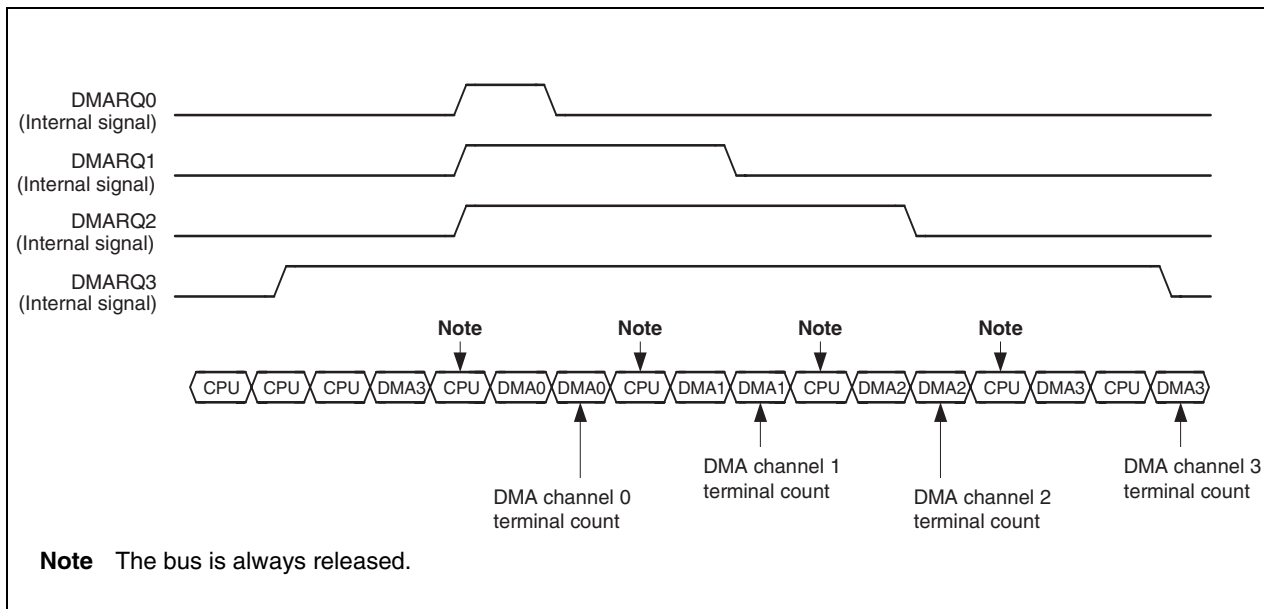 DMARQ0
(Internal signal)
DMARQ1
(Internal signal)
DMARQ2
(Internal signal)
DMARQ3
(Internal signal)
Note Note Note Note
CPU CPU CPU DMA3 CPU DMA0 DMA0 CPU DMA1 DMA1 CPU DMA2 DMA2 CPU DMA3 CPU DMA3
DMA channel 0
terminal count
DMA channel 1
terminal count
DMA channel 2
terminal count
DMA channel 3
terminal count
Note The bus is always released.